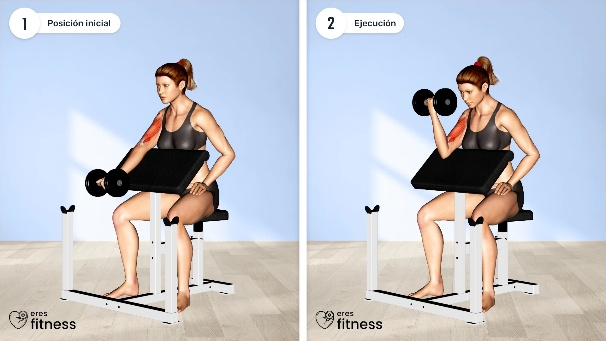 1 Posición inicial
2 Ejecución
eres
fitness
eres
fitness